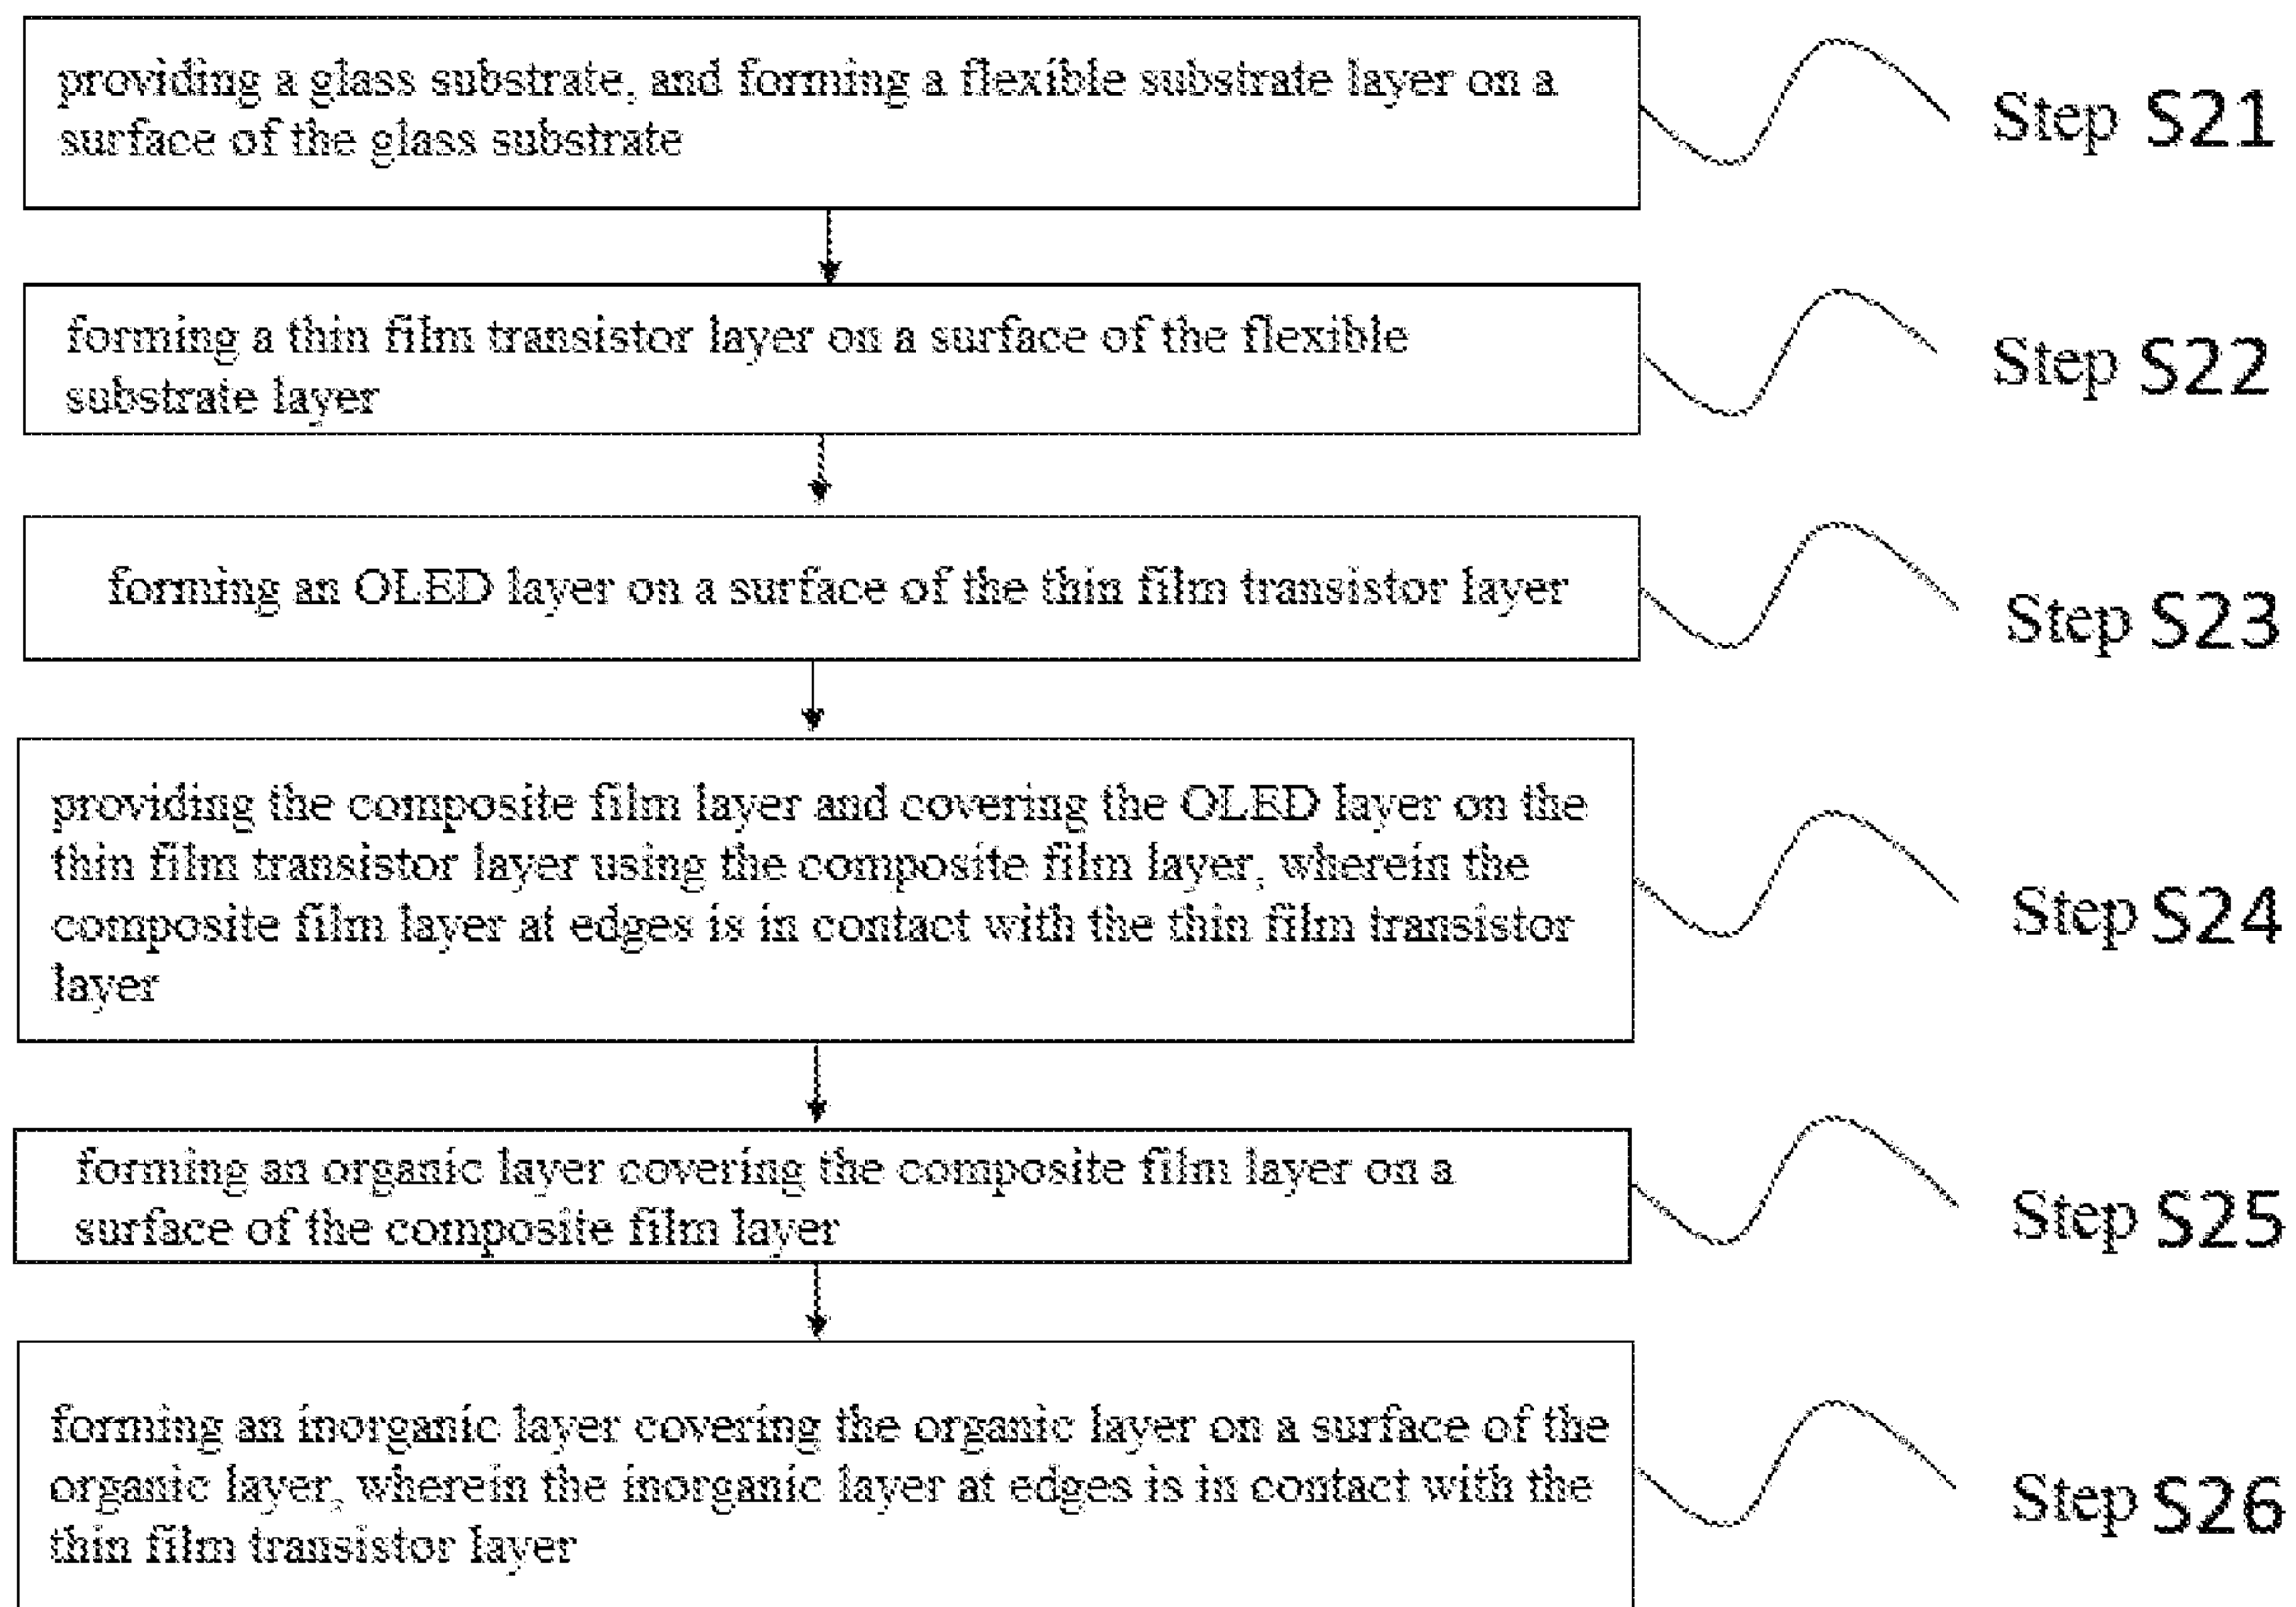 providing a glass substrate, and forming a flexible substrate layer on a
surface of the glass substrate
Step S21
forming a thin film transistor layer on a surface of the flexible
substrate layer
Step S22
forming an OLED layer on a surface of the thin film transistor layer
Step S23
providing the composite film layer and covering the OLED layer on the
thin film transistor layer using the composite film layer, wherein the
composite film layer at edges is in contact with the thin film transistor
layer
Step S24
forming an organic layer covering the composite film layer on a
surface of the composite film layer
Step S25
forming an inorganic layer covering the organic layer on a surface of the
organic layer, wherein the inorganic layer at edges is in contact with the
thin film transistor layer
Step S26